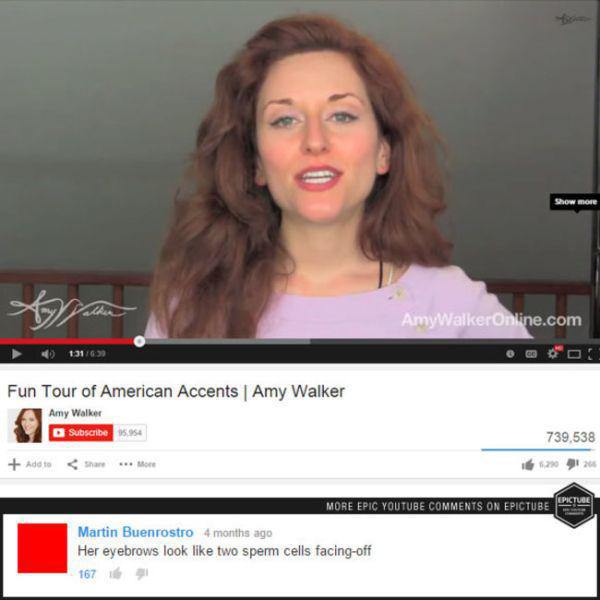 Show more
Amy Walker
AmyWalkerOnline.com
1:31 / 6:39
Fun Tour of American Accents | Amy Walker
Amy Walker
Subscribe 95,954
739,538
Add to Share More
6,290 266
MORE EPIC YOUTUBE COMMENTS ON EPICTUBE
EPICTUBE
Martin Buenrostro 4 months ago
Her eyebrows look like two sperm cells facing-off
167